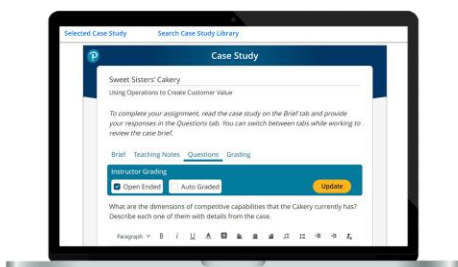 Selected Case Study Search Case Study Library
P Case Study
Sweet Sisters' Cakery
Using Operations to Create Customer Value
To complete your assignment, read the case study on the Brief tab and provide
your responses in the Questions tab. You can switch between tabs while working to
review the case brief.
Brief Teaching Notes Questions Grading
Instructor Grading
Open Ended Auto Graded Update
What are the dimensions of competitive capabilities that the Cakery currently has?
Describe each one of them with details from the case.
Paragraph B i U A